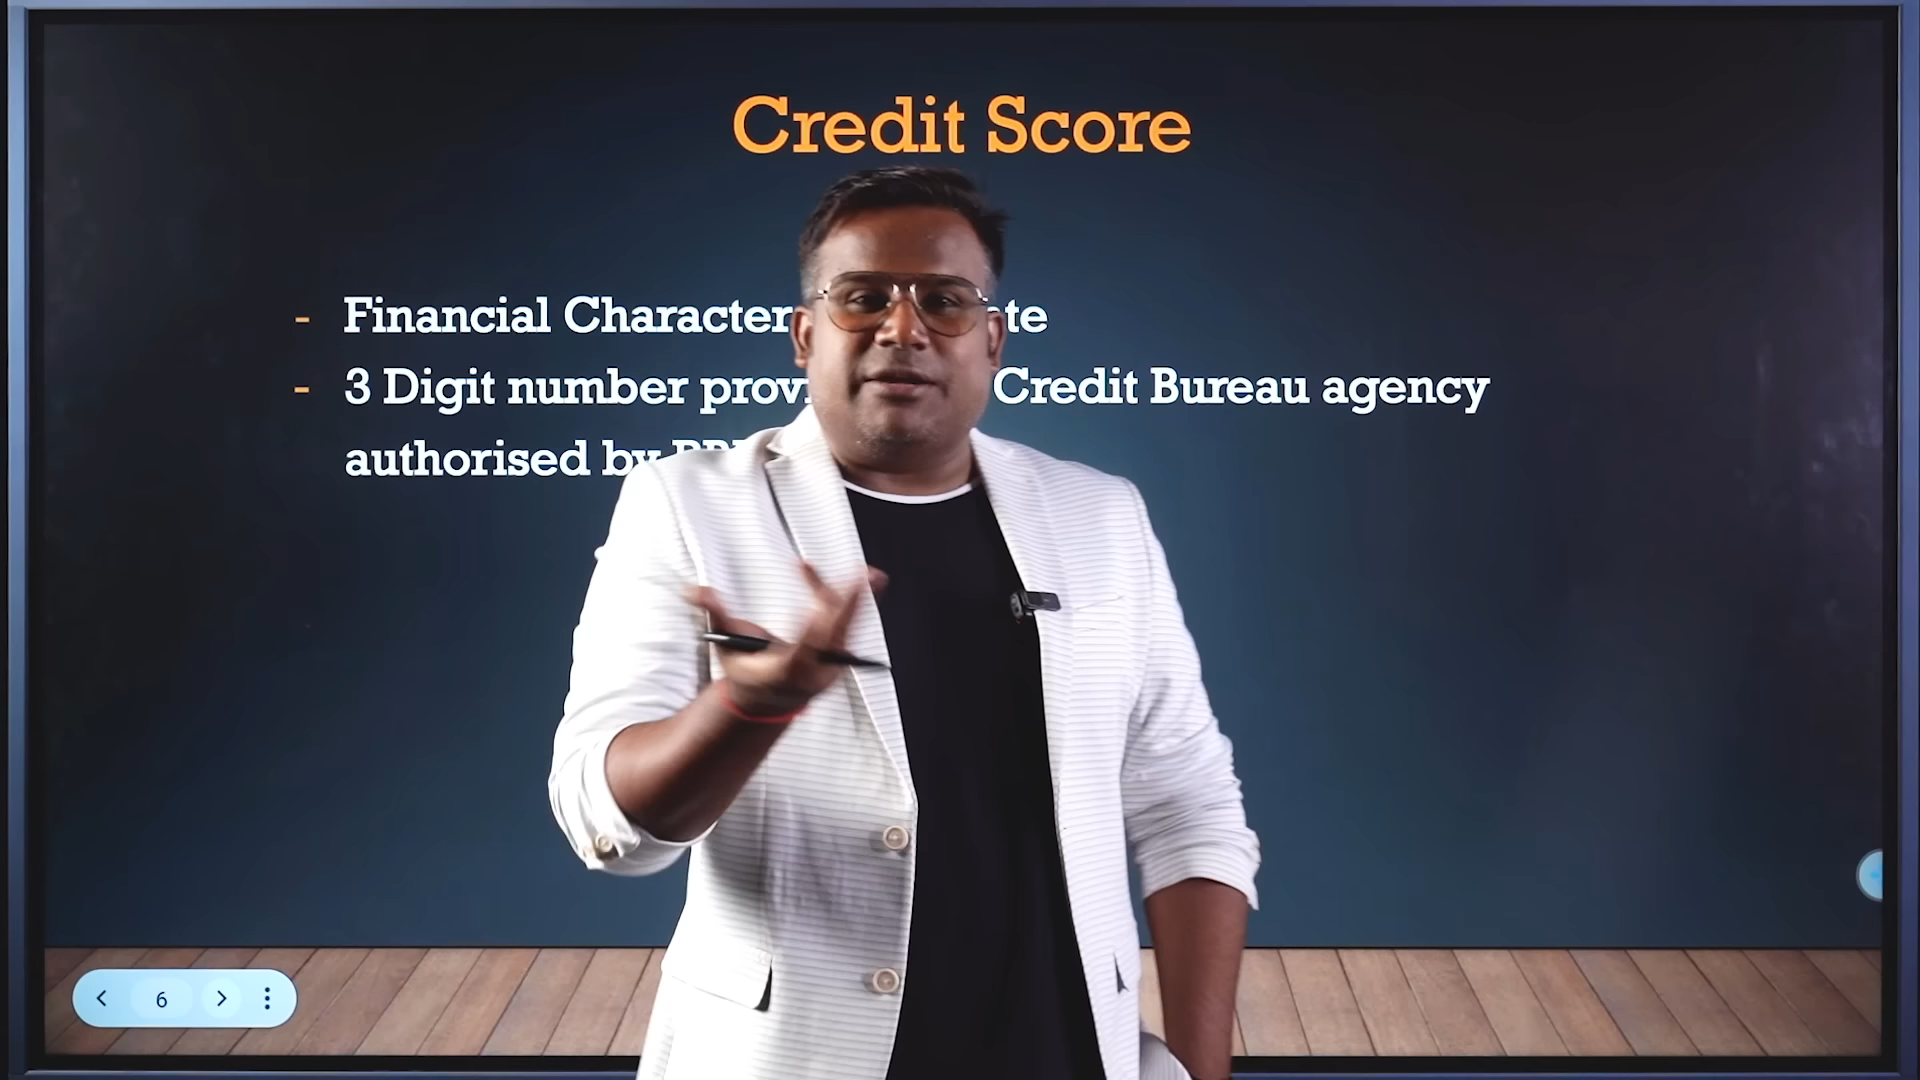 Credit Score
- Financial Character
- 3 Digit number Credit Bureau agency
authorised by
6